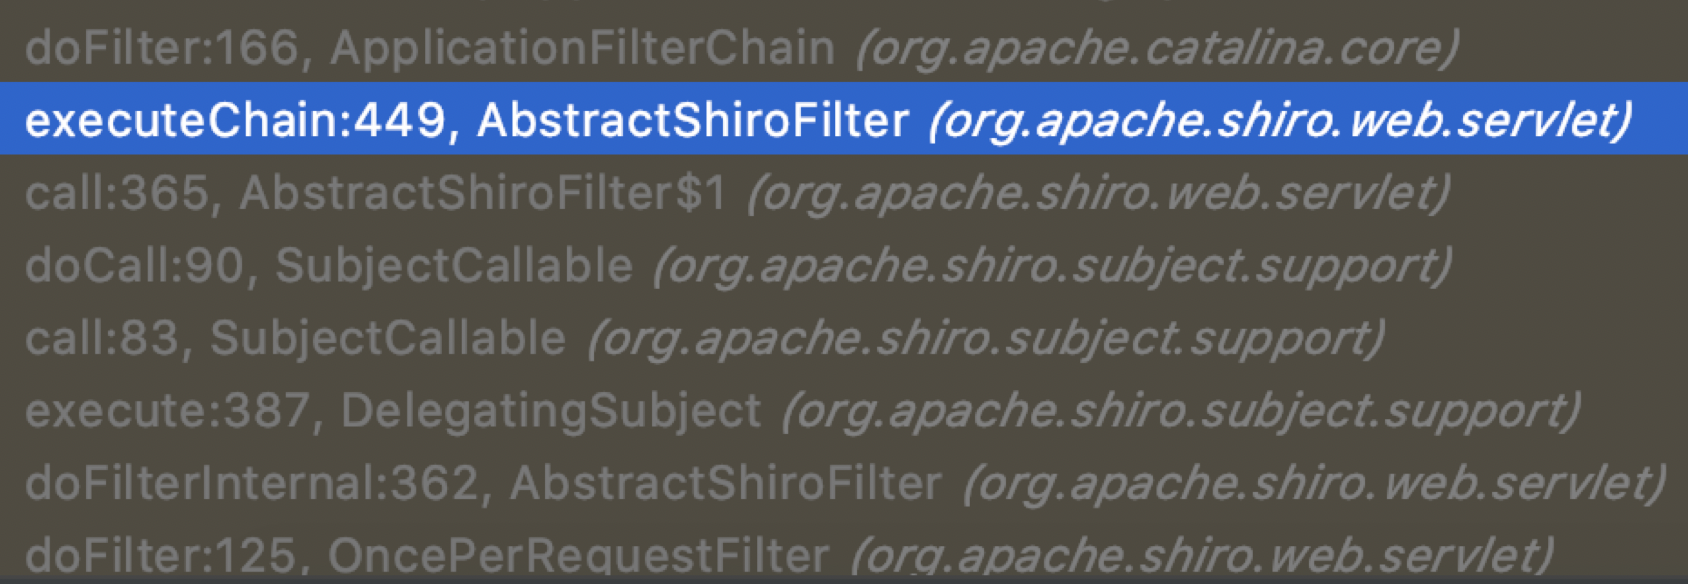 doFilter:166, ApplicationFilterChain (org.apache.catalina.core)
executeChain:449, AbstractShiroFilter (org.apache.shiro.web.servlet)
call:365, AbstractShiroFilter$1 (org.apache.shiro.web.servlet)
doCall:90, SubjectCallable (org.apache.shiro.subject.support)
call:83, SubjectCallable (org.apache.shiro.subject.support)
execute:387, DelegatingSubject (org.apache.shiro.subject.support)
doFilterInternal:362, AbstractShiroFilter (org.apache.shiro.web.servlet)
doFilter:125, OncePerRequestFilter (org.apache.shiro.web.servlet)